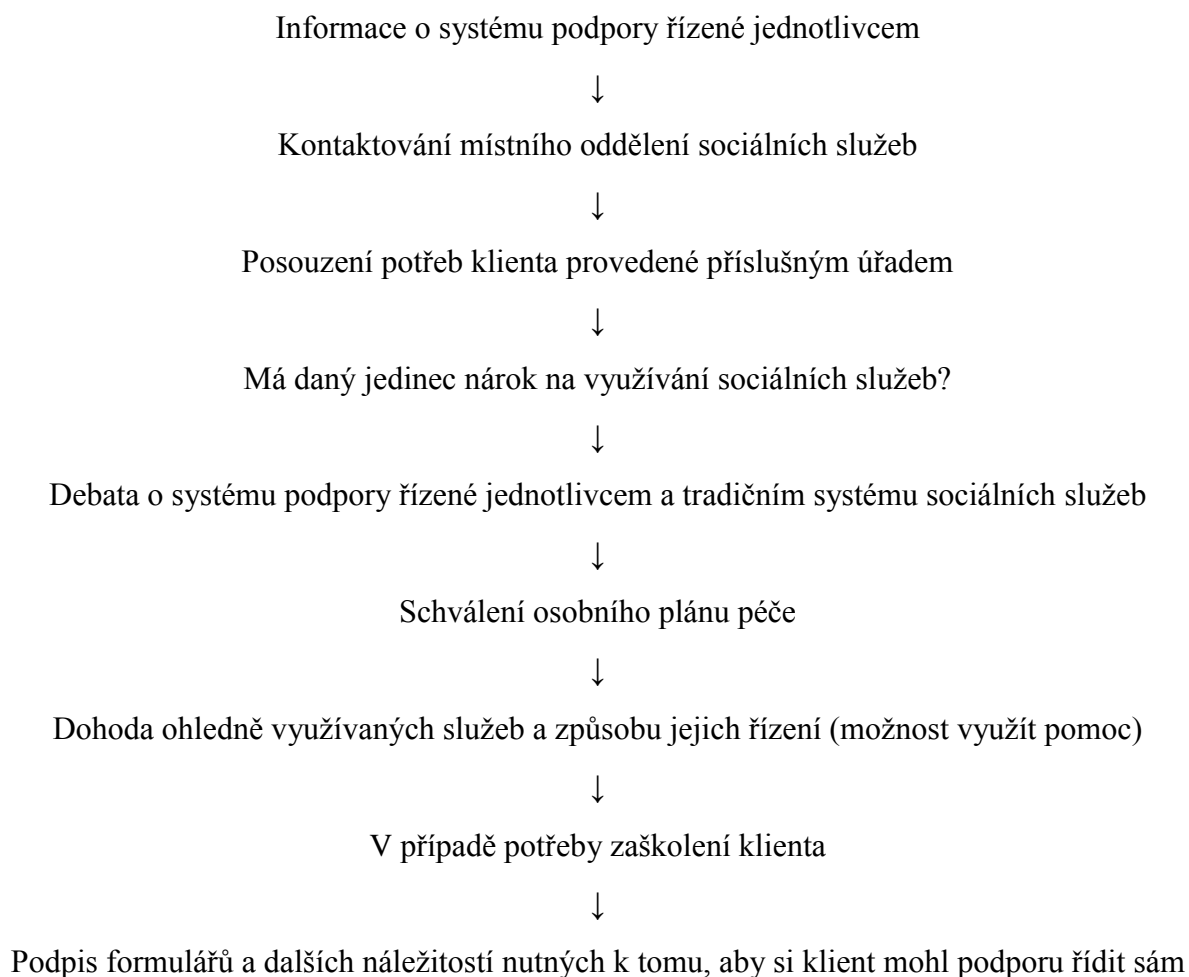 Informace o systému podpory řízené jednotlivcem
↓
Kontaktování místního oddělení sociálních služeb
↓
Posouzení potřeb klienta provedené příslušným úřadem
↓
Má daný jedinec nárok na využívání sociálních služeb?
↓
Debata o systému podpory řízené jednotlivcem a tradičním systému sociálních služeb
↓
Schválení osobního plánu péče
↓
Dohoda ohledně využívaných služeb a způsobu jejich řízení (možnost využít pomoc)
↓
V případě potřeby zaškolení klienta
↓
Podpis formulářů a dalších náležitostí nutných k tomu, aby si klient mohl podporu řídit sám